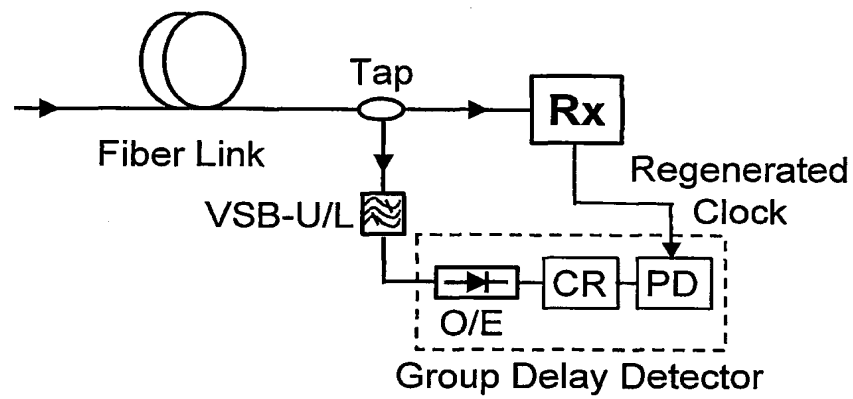 Tap
Rx
Fiber Link
Regenerated
Clock
VSB-U/L
CR
PD
O/E
Group Delay Detector